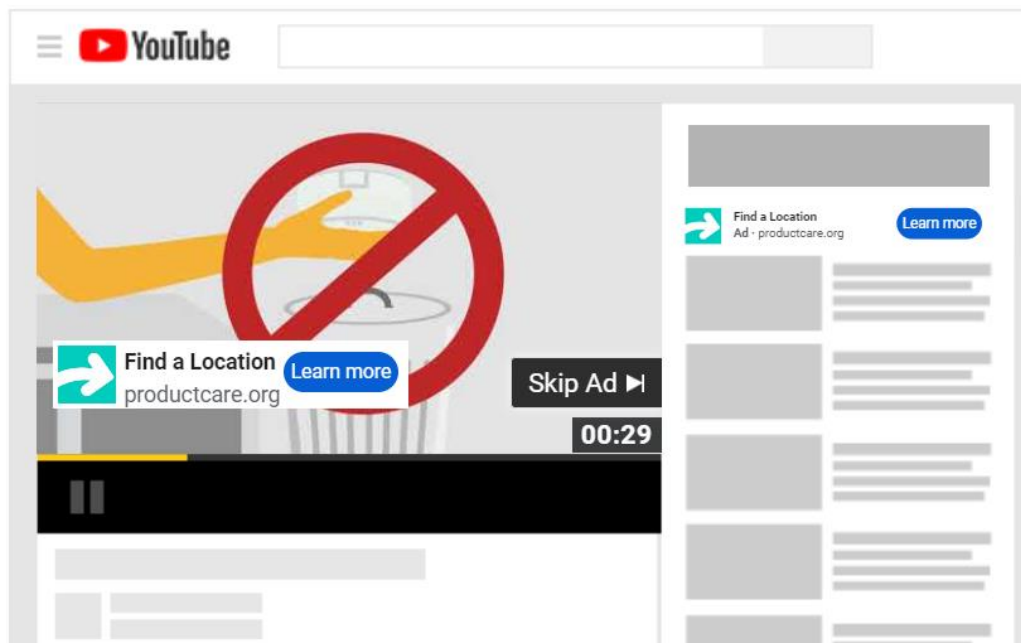 YouTube
Find a Location
productcare.org
Learn more
Skip Ad
00:29
Find a Location
Ad · productcare.org
Learn more